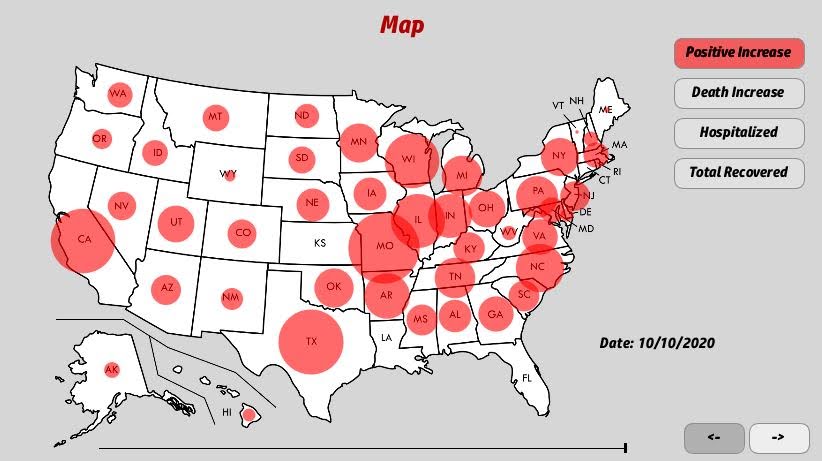 Map
Positive Increase
Death Increase
Hospitalized
Total Recovered
WA
MT
ND
MN
VT
NH
ME
OR
ID
SD
WI
NY
MA
WY
MI
RI
CT
NV
UT
NE
IA
IL
IN
OH
PA
NJ
DE
MD
CA
CO
KS
MO
KY
WV
VA
AZ
NM
OK
AR
TN
NC
SC
TX
LA
MS
AL
GA
FL
AK
HI
Date: 10/10/2020
<-
->